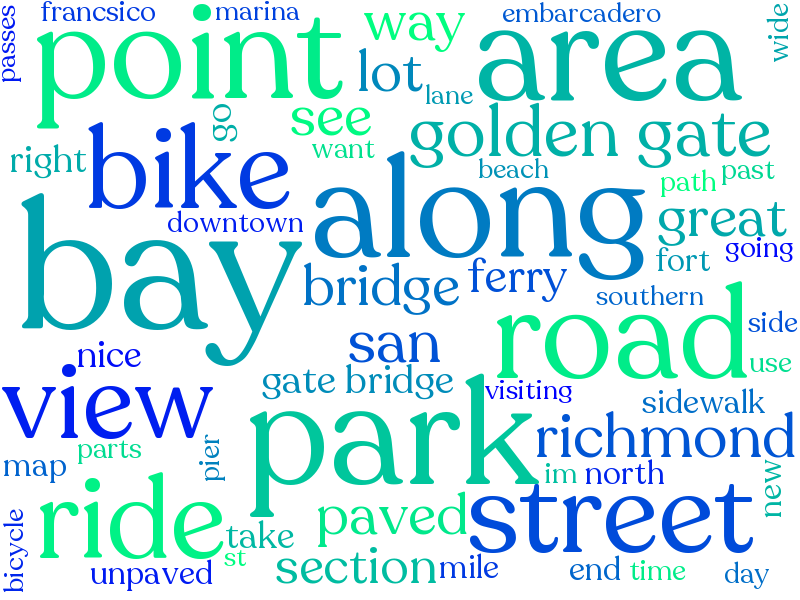 passes
francsico
marina
embarcadero
wide
point
way
area
lot
lane
go
see
want
golden gate
right
bike
beach
path
past
downtown
along
bay
great
bridge
ferry
fort
going
southern
san
road
side
nice
view
gate bridge
visiting
use
sidewalk
park
richmond
map
parts
pier
im
north
new
bicycle
ride
paved
street
take
st
unpaved
section
mile
end
time
day